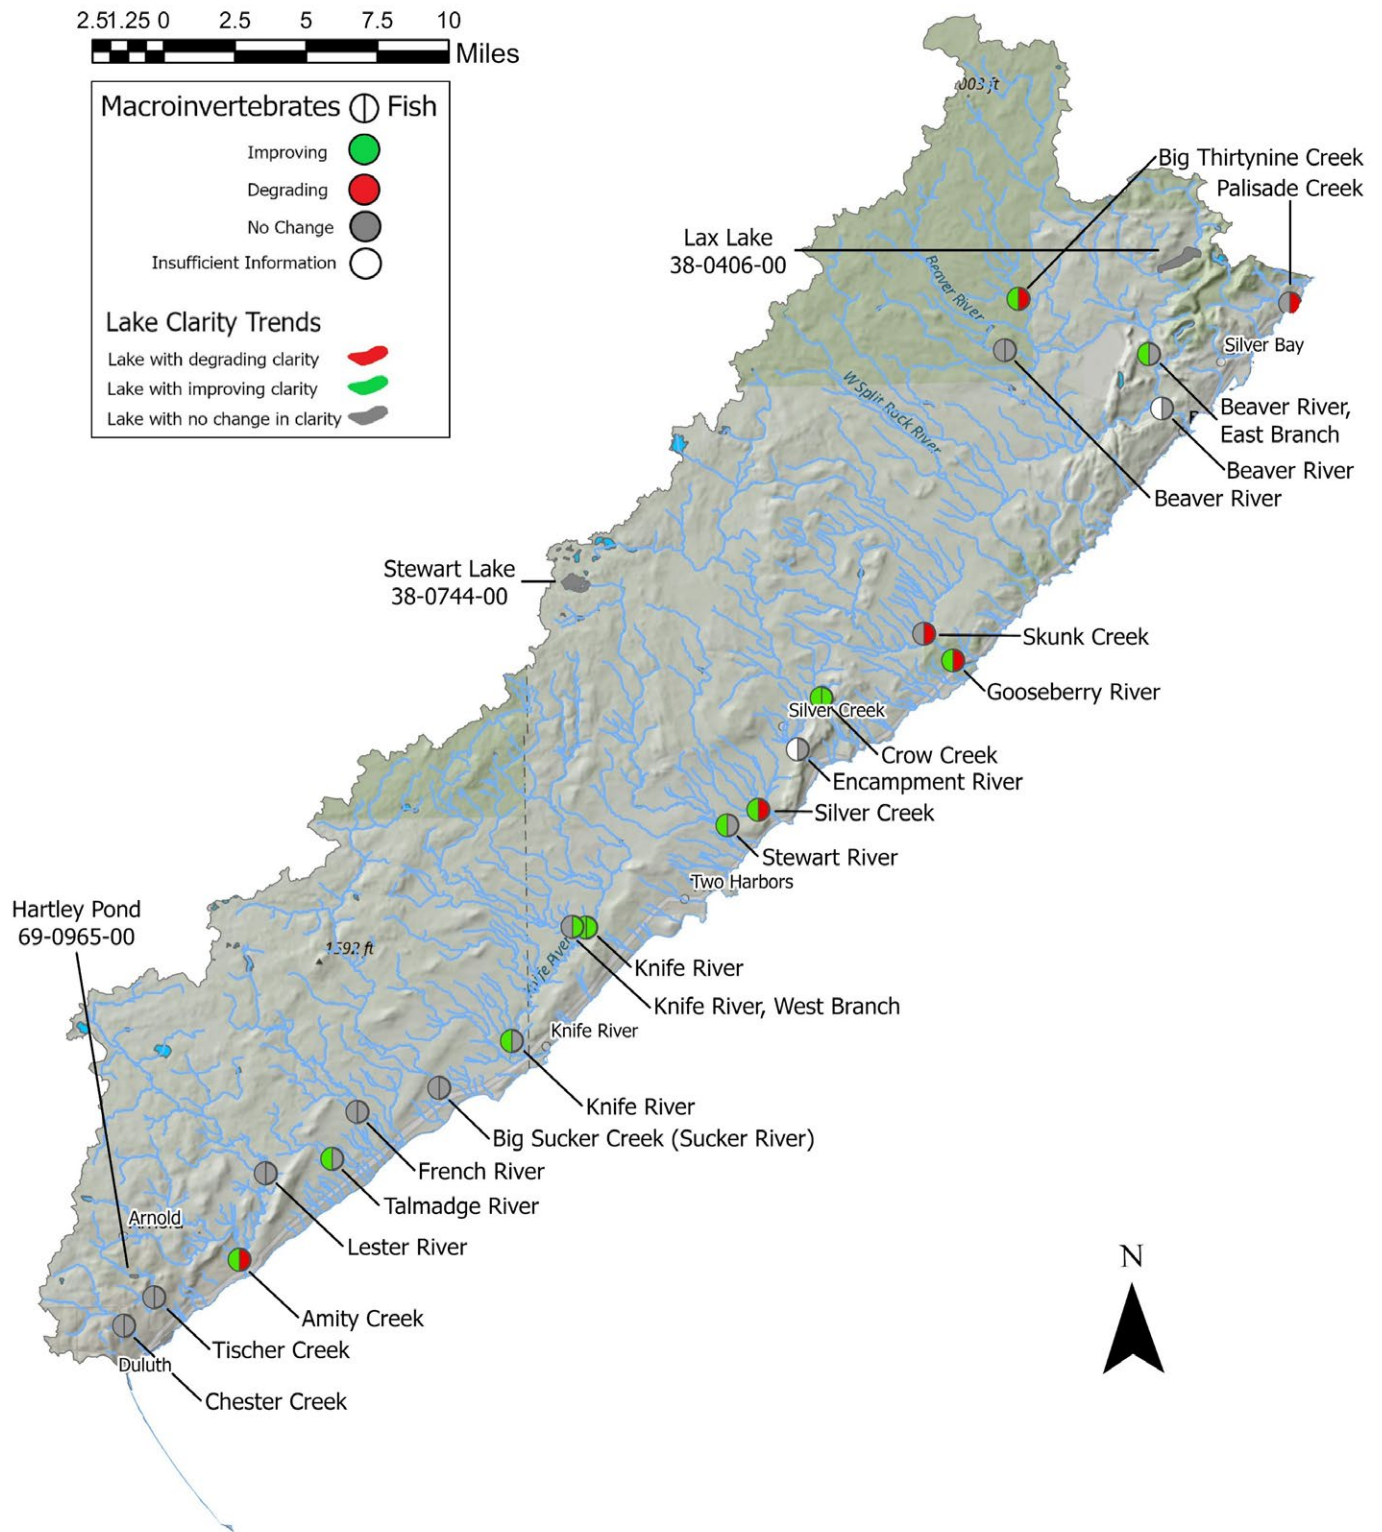 2.51.25 0 2.5 5 7.5 10
Miles
Macroinvertebrates Fish
Improving
Degrading
No Change
Insufficient Information
Lake Clarity Trends
Lake with degrading clarity
Lake with improving clarity
Lake with no change in clarity
003 ft
Big Thirtynine Creek
Palisade Creek
Lax Lake
38-0406-00
Beaver River
Silver Bay
W Split Rock River
Beaver River,
East Branch
Beaver River
Beaver River
Stewart Lake
38-0744-00
Skunk Creek
Gooseberry River
Silver Creek
Crow Creek
Encampment River
Silver Creek
Stewart River
Two Harbors
Hartley Pond
69-0965-00
1592 ft
Knife River
Knife River
Knife River, West Branch
Knife River
Knife River
Big Sucker Creek (Sucker River)
French River
Talmadge River
Arnold
Lester River
Amity Creek
Tischer Creek
Duluth
Chester Creek
N